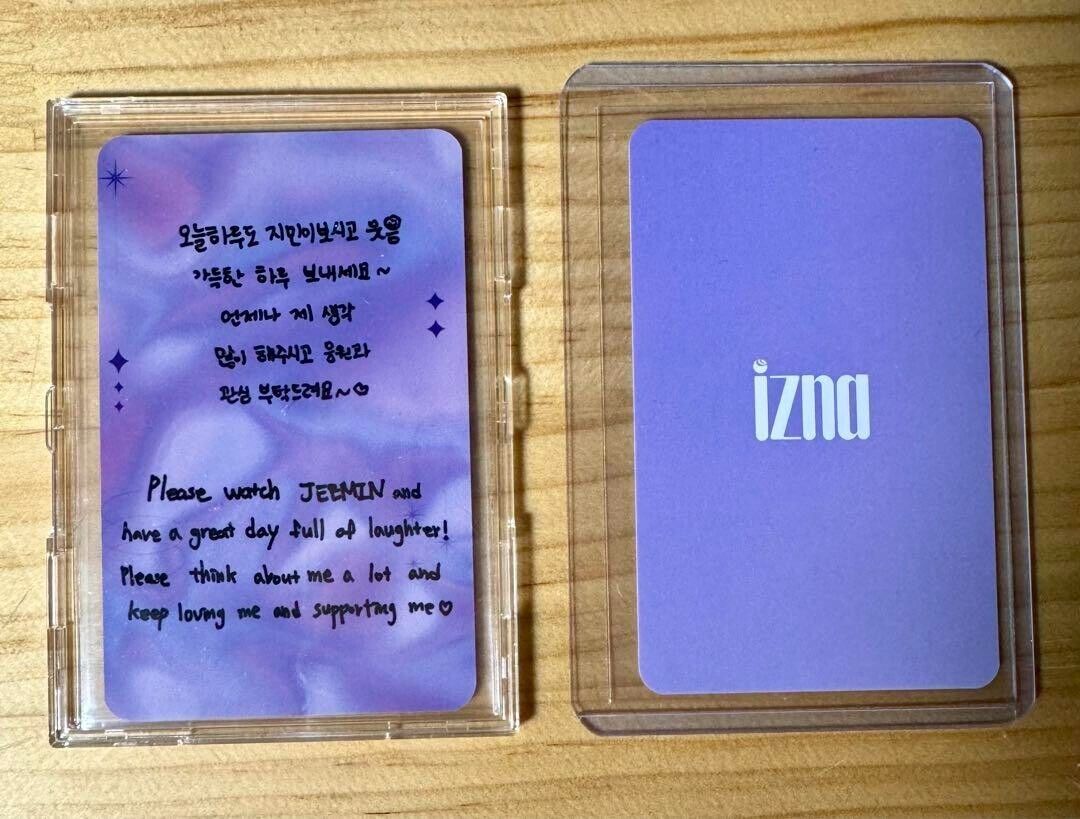 오늘하루도 지민이보시고 웃음
가득한 하루 보내세요~
언제나 제 생각
많이 해주시고 응원과
관심 부탁드려요~♡
Please watch JEEMIN and
have a great day full of laughter!
Please think about me a lot and
keep loving me and supporting me♡
izna